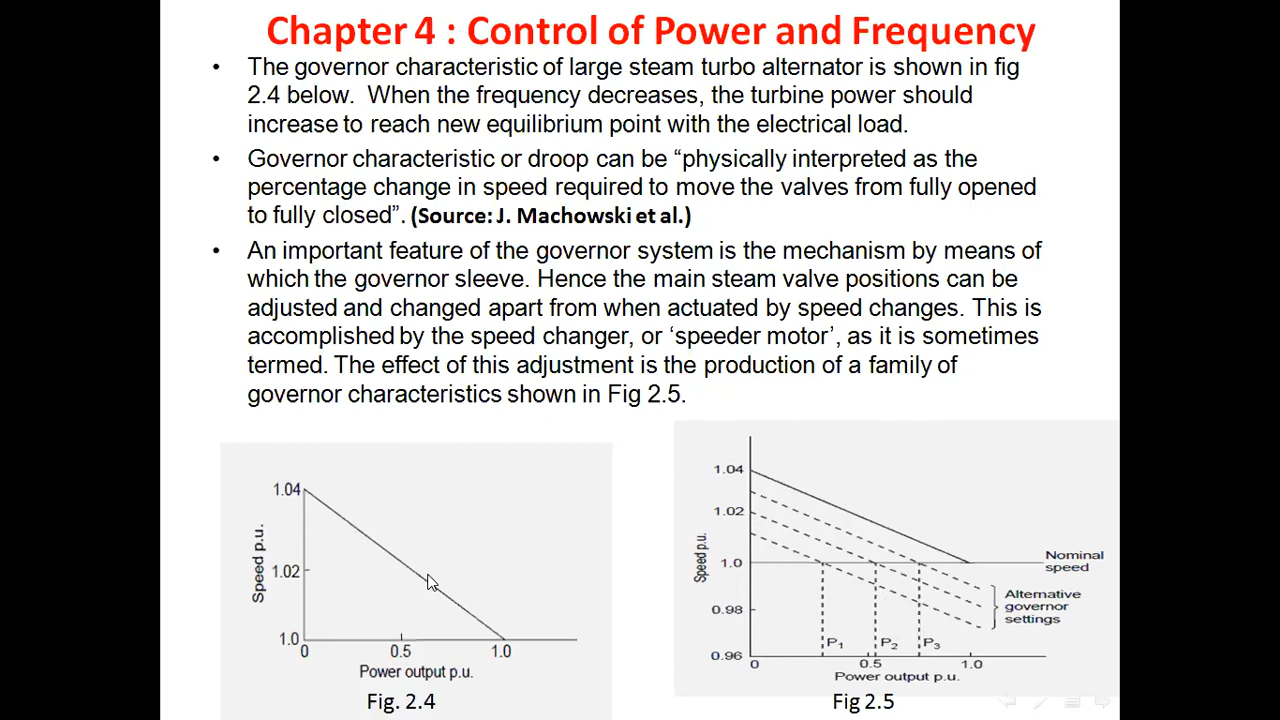 Chapter 4 : Control of Power and Frequency
• The governor characteristic of large steam turbo alternator is shown in fig
2.4 below. When the frequency decreases, the turbine power should
increase to reach new equilibrium point with the electrical load.
• Governor characteristic or droop can be “physically interpreted as the
percentage change in speed required to move the valves from fully opened
to fully closed”. (Source: J. Machowski et al.)
• An important feature of the governor system is the mechanism by means of
which the governor sleeve. Hence the main steam valve positions can be
adjusted and changed apart from when actuated by speed changes. This is
accomplished by the speed changer, or ‘speeder motor’, as it is sometimes
termed. The effect of this adjustment is the production of a family of
governor characteristics shown in Fig 2.5.
1.04
1.02
1.0
Speed p.u.
0 0.5 1.0
Power output p.u.
Fig. 2.4
1.04
1.02
1.0
0.98
0.96
Speed p.u.
Nominal
speed
Alternative
governor
settings
P1 P2 P3
0 0.5 1.0
Power output p.u.
Fig 2.5